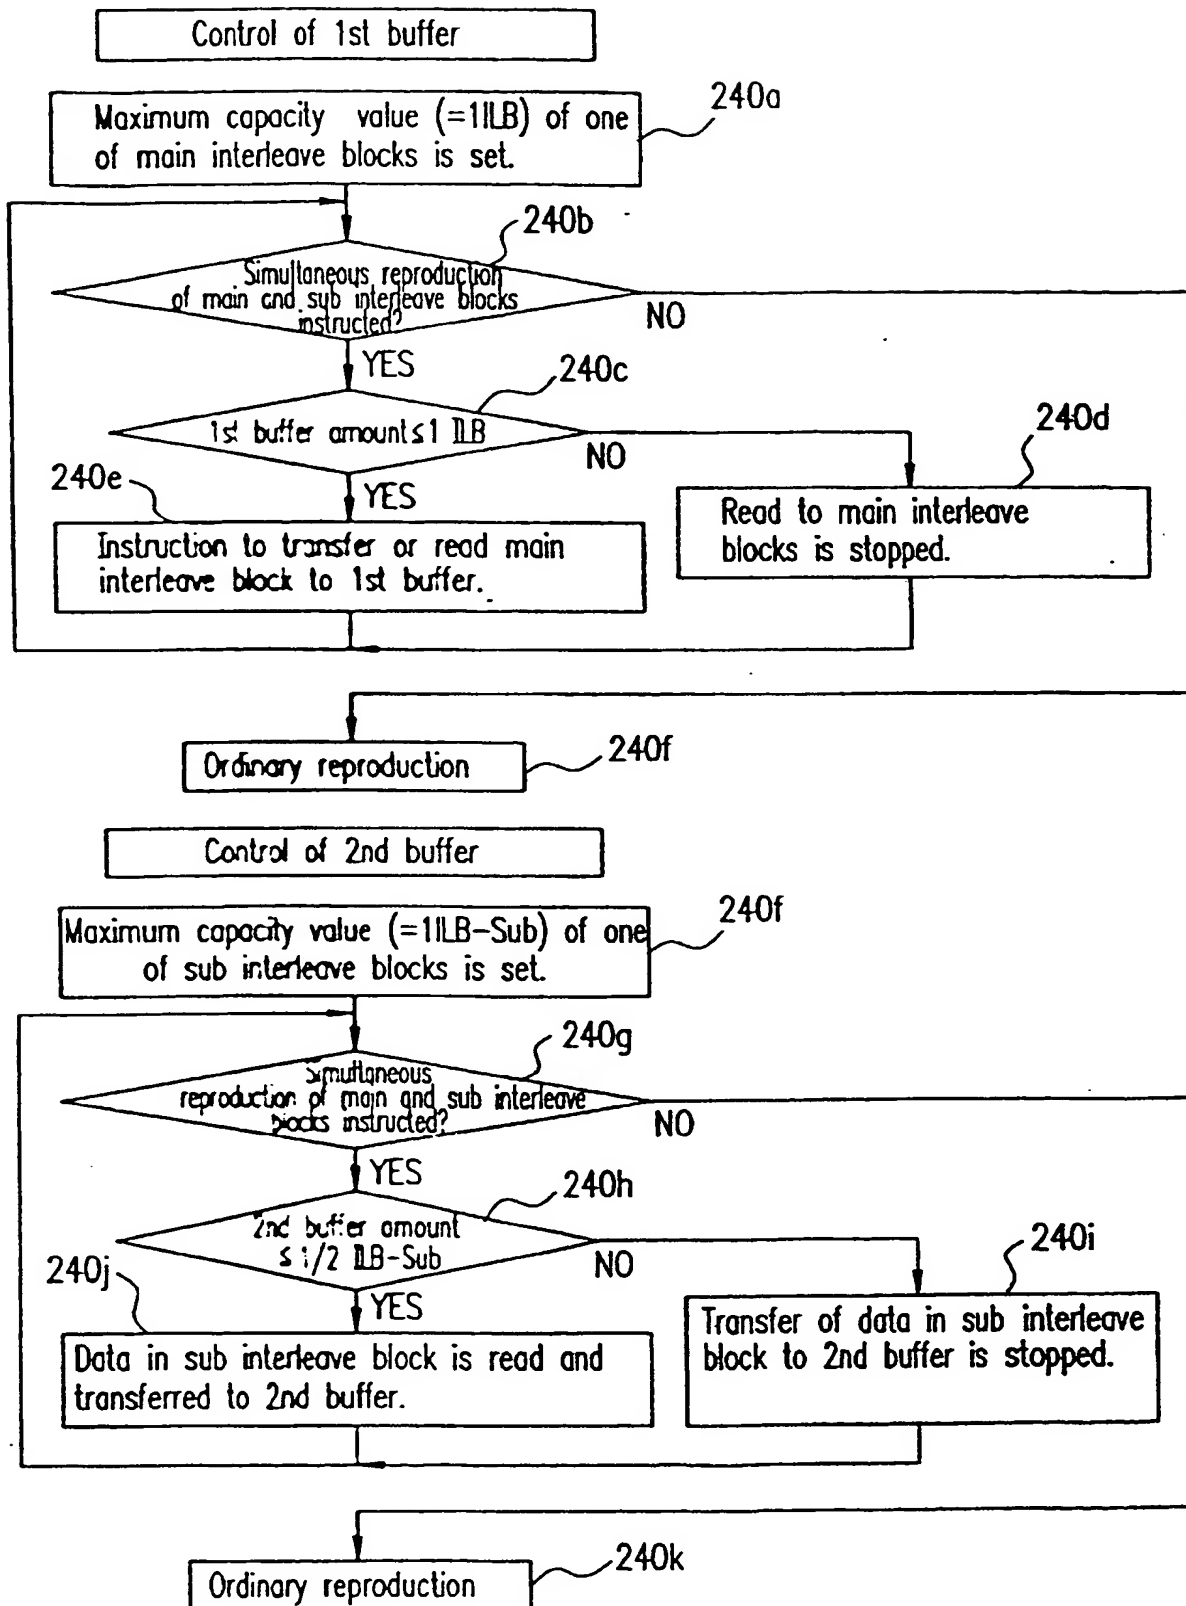 Control of 1st buffer
240a
Maximum capacity value (=1ILB) of one
of main interleave blocks is set.
240b
Simultaneous reproduction
of main and sub interleave blocks
instructed?
NO
YES
240c
1st buffer amount≤1 ILB
NO
240d
240e
YES
Instruction to transfer or read main
interleave block to 1st buffer.
Read to main interleave
blocks is stopped.
Ordinary reproduction
240f
Control of 2nd buffer
240f
Maximum capacity value (=1ILB-Sub) of one
of sub interleave blocks is set.
240g
Simultaneous
reproduction of main and sub interleave
blocks instructed?
NO
YES
240h
2nd buffer amount
≤ 1/2 ILB-Sub
NO
240i
240j
YES
Data in sub interleave block is read and
transferred to 2nd buffer.
Transfer of data in sub interleave
block to 2nd buffer is stopped.
240k
Ordinary reproduction